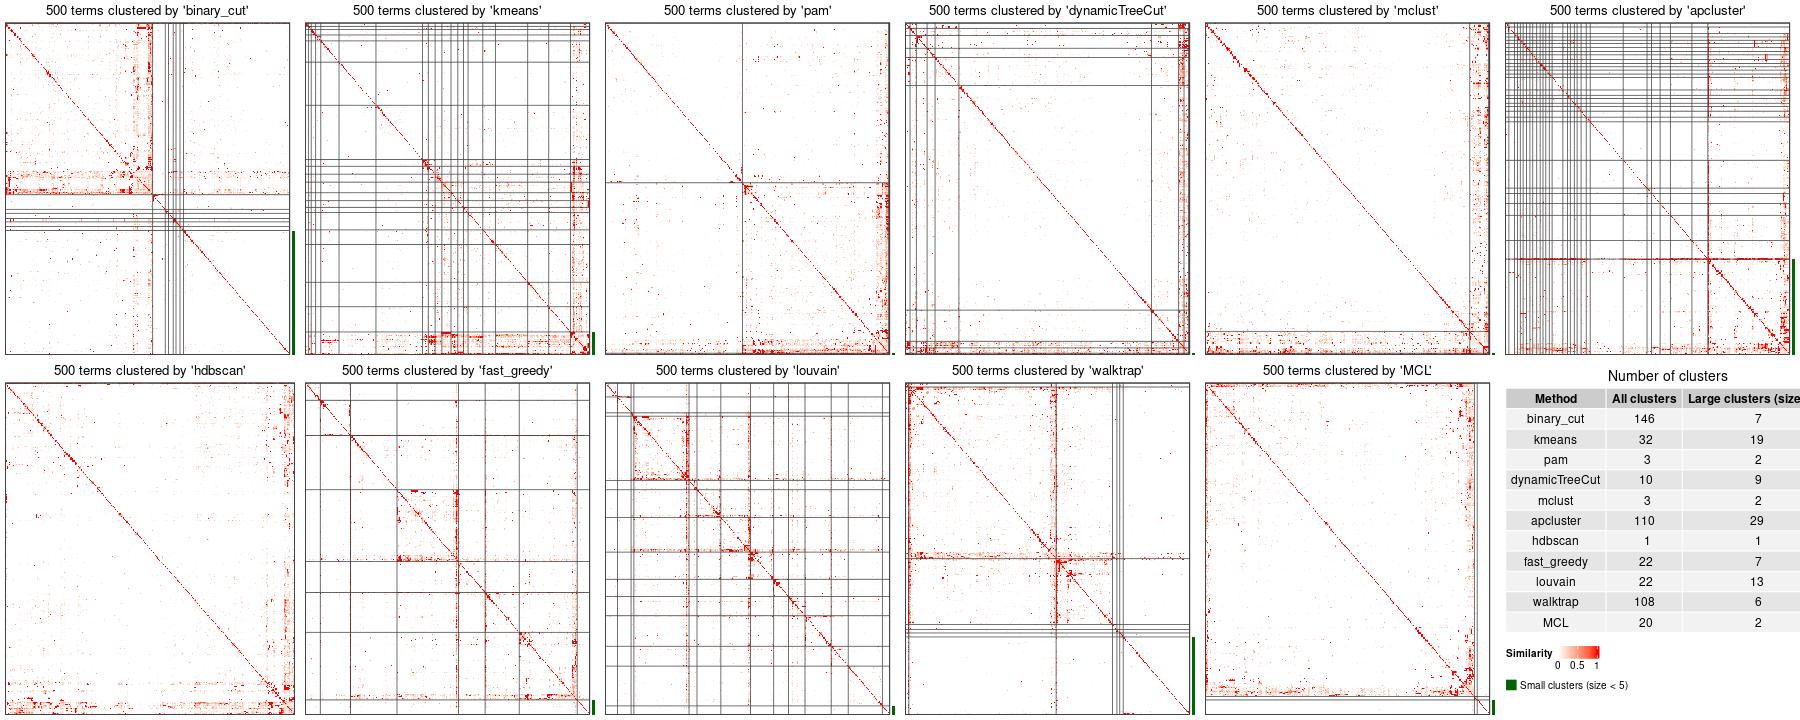 500 terms clustered by 'binary_cut'
500 terms clustered by 'kmeans'
500 terms clustered by 'pam'
500 terms clustered by 'dynamicTreeCut'
500 terms clustered by 'mclust'
500 terms clustered by 'apcluster'
500 terms clustered by 'hdbscan'
500 terms clustered by 'fast_greedy'
500 terms clustered by 'louvain'
500 terms clustered by 'walktrap'
500 terms clustered by 'MCL'
Number of clusters
Method All clusters Large clusters (size
binary_cut 146 7
kmeans 32 19
pam 3 2
dynamicTreeCut 10 9
mclust 3 2
apcluster 110 29
hdbscan 1 1
fast_greedy 22 7
louvain 22 13
walktrap 108 6
MCL 20 2
Similarity
0 0.5 1
Small clusters (size < 5)